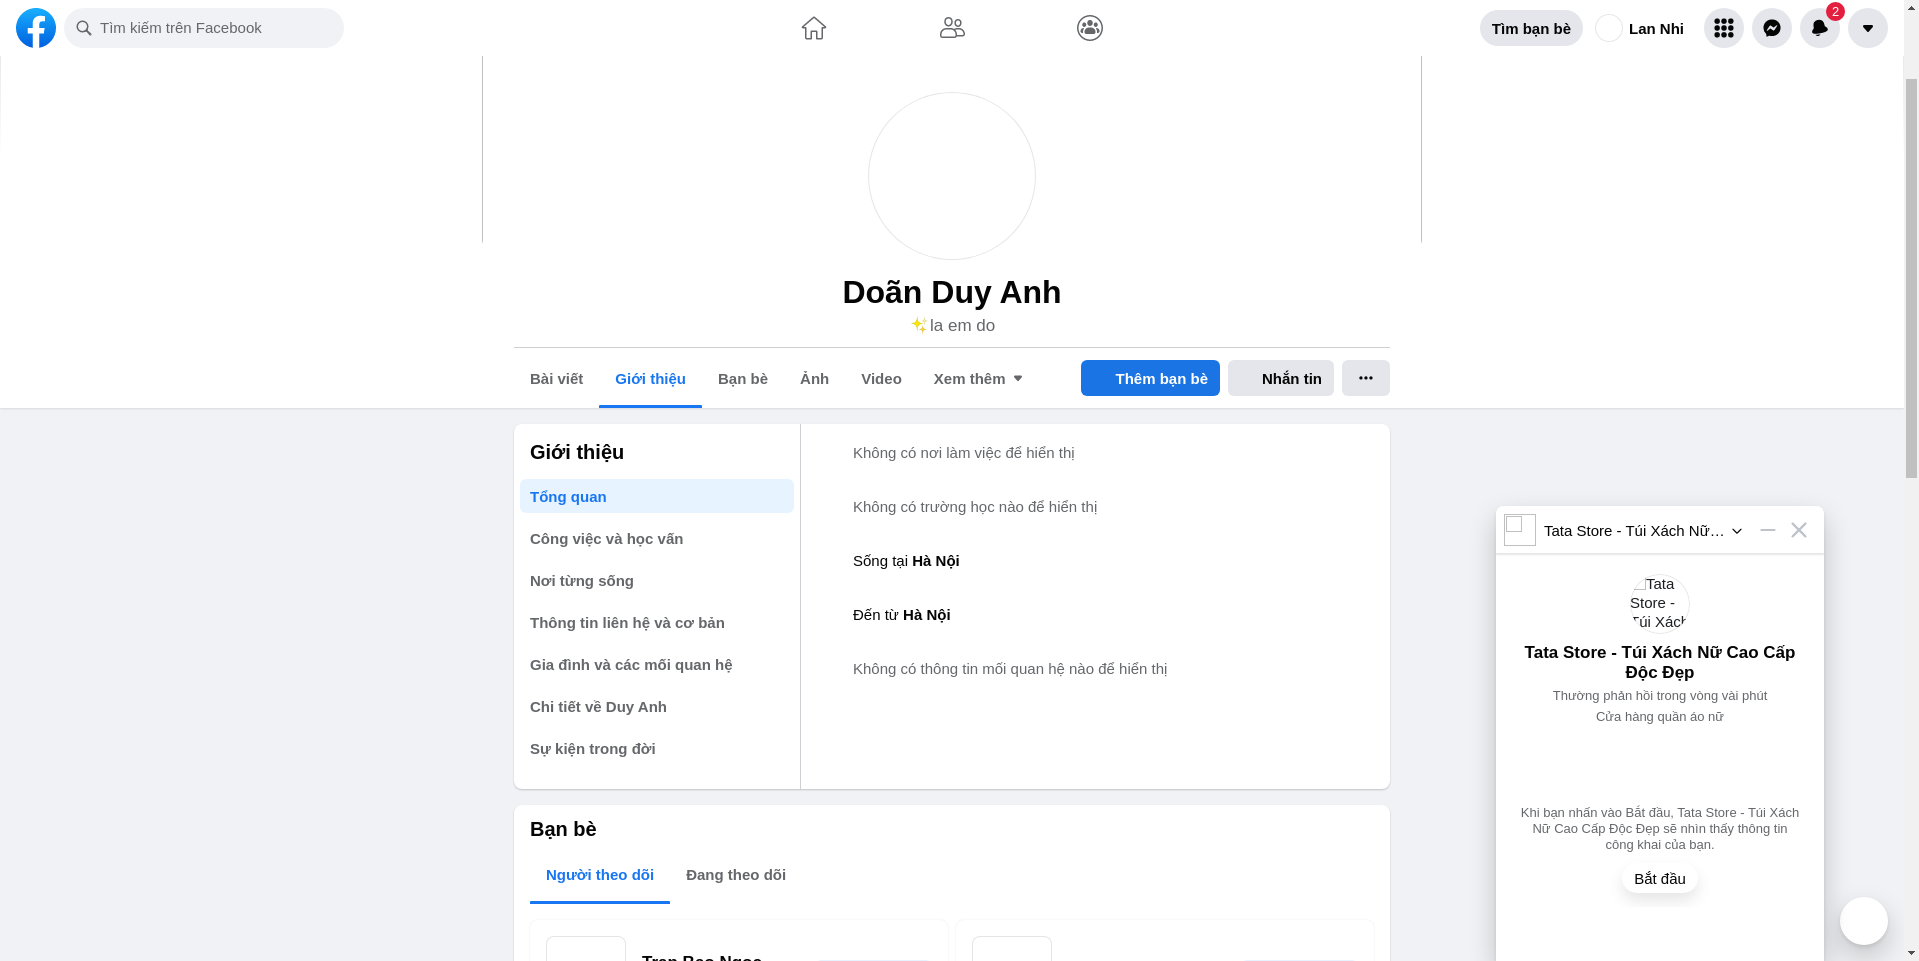 Tìm kiếm trên Facebook
Tìm bạn bè
Lan Nhi
2
Doãn Duy Anh
✨la em do
Bài viết
Giới thiệu
Bạn bè
Ảnh
Video
Xem thêm
Thêm bạn bè
Nhắn tin
Giới thiệu
Tổng quan
Công việc và học vấn
Nơi từng sống
Thông tin liên hệ và cơ bản
Gia đình và các mối quan hệ
Chi tiết về Duy Anh
Sự kiện trong đời
Không có nơi làm việc để hiển thị
Không có trường học nào để hiển thị
Sống tại Hà Nội
Đến từ Hà Nội
Không có thông tin mối quan hệ nào để hiển thị
Bạn bè
Người theo dõi
Đang theo dõi
Tran Bao Ngoc
Tata Store - Túi Xách Nữ…
Tata
Store -
Túi Xách
Tata Store - Túi Xách Nữ Cao Cấp
Độc Đẹp
Thường phản hồi trong vòng vài phút
Cửa hàng quần áo nữ
Khi bạn nhấn vào Bắt đầu, Tata Store - Túi Xách
Nữ Cao Cấp Độc Đẹp sẽ nhìn thấy thông tin
công khai của bạn.
Bắt đầu